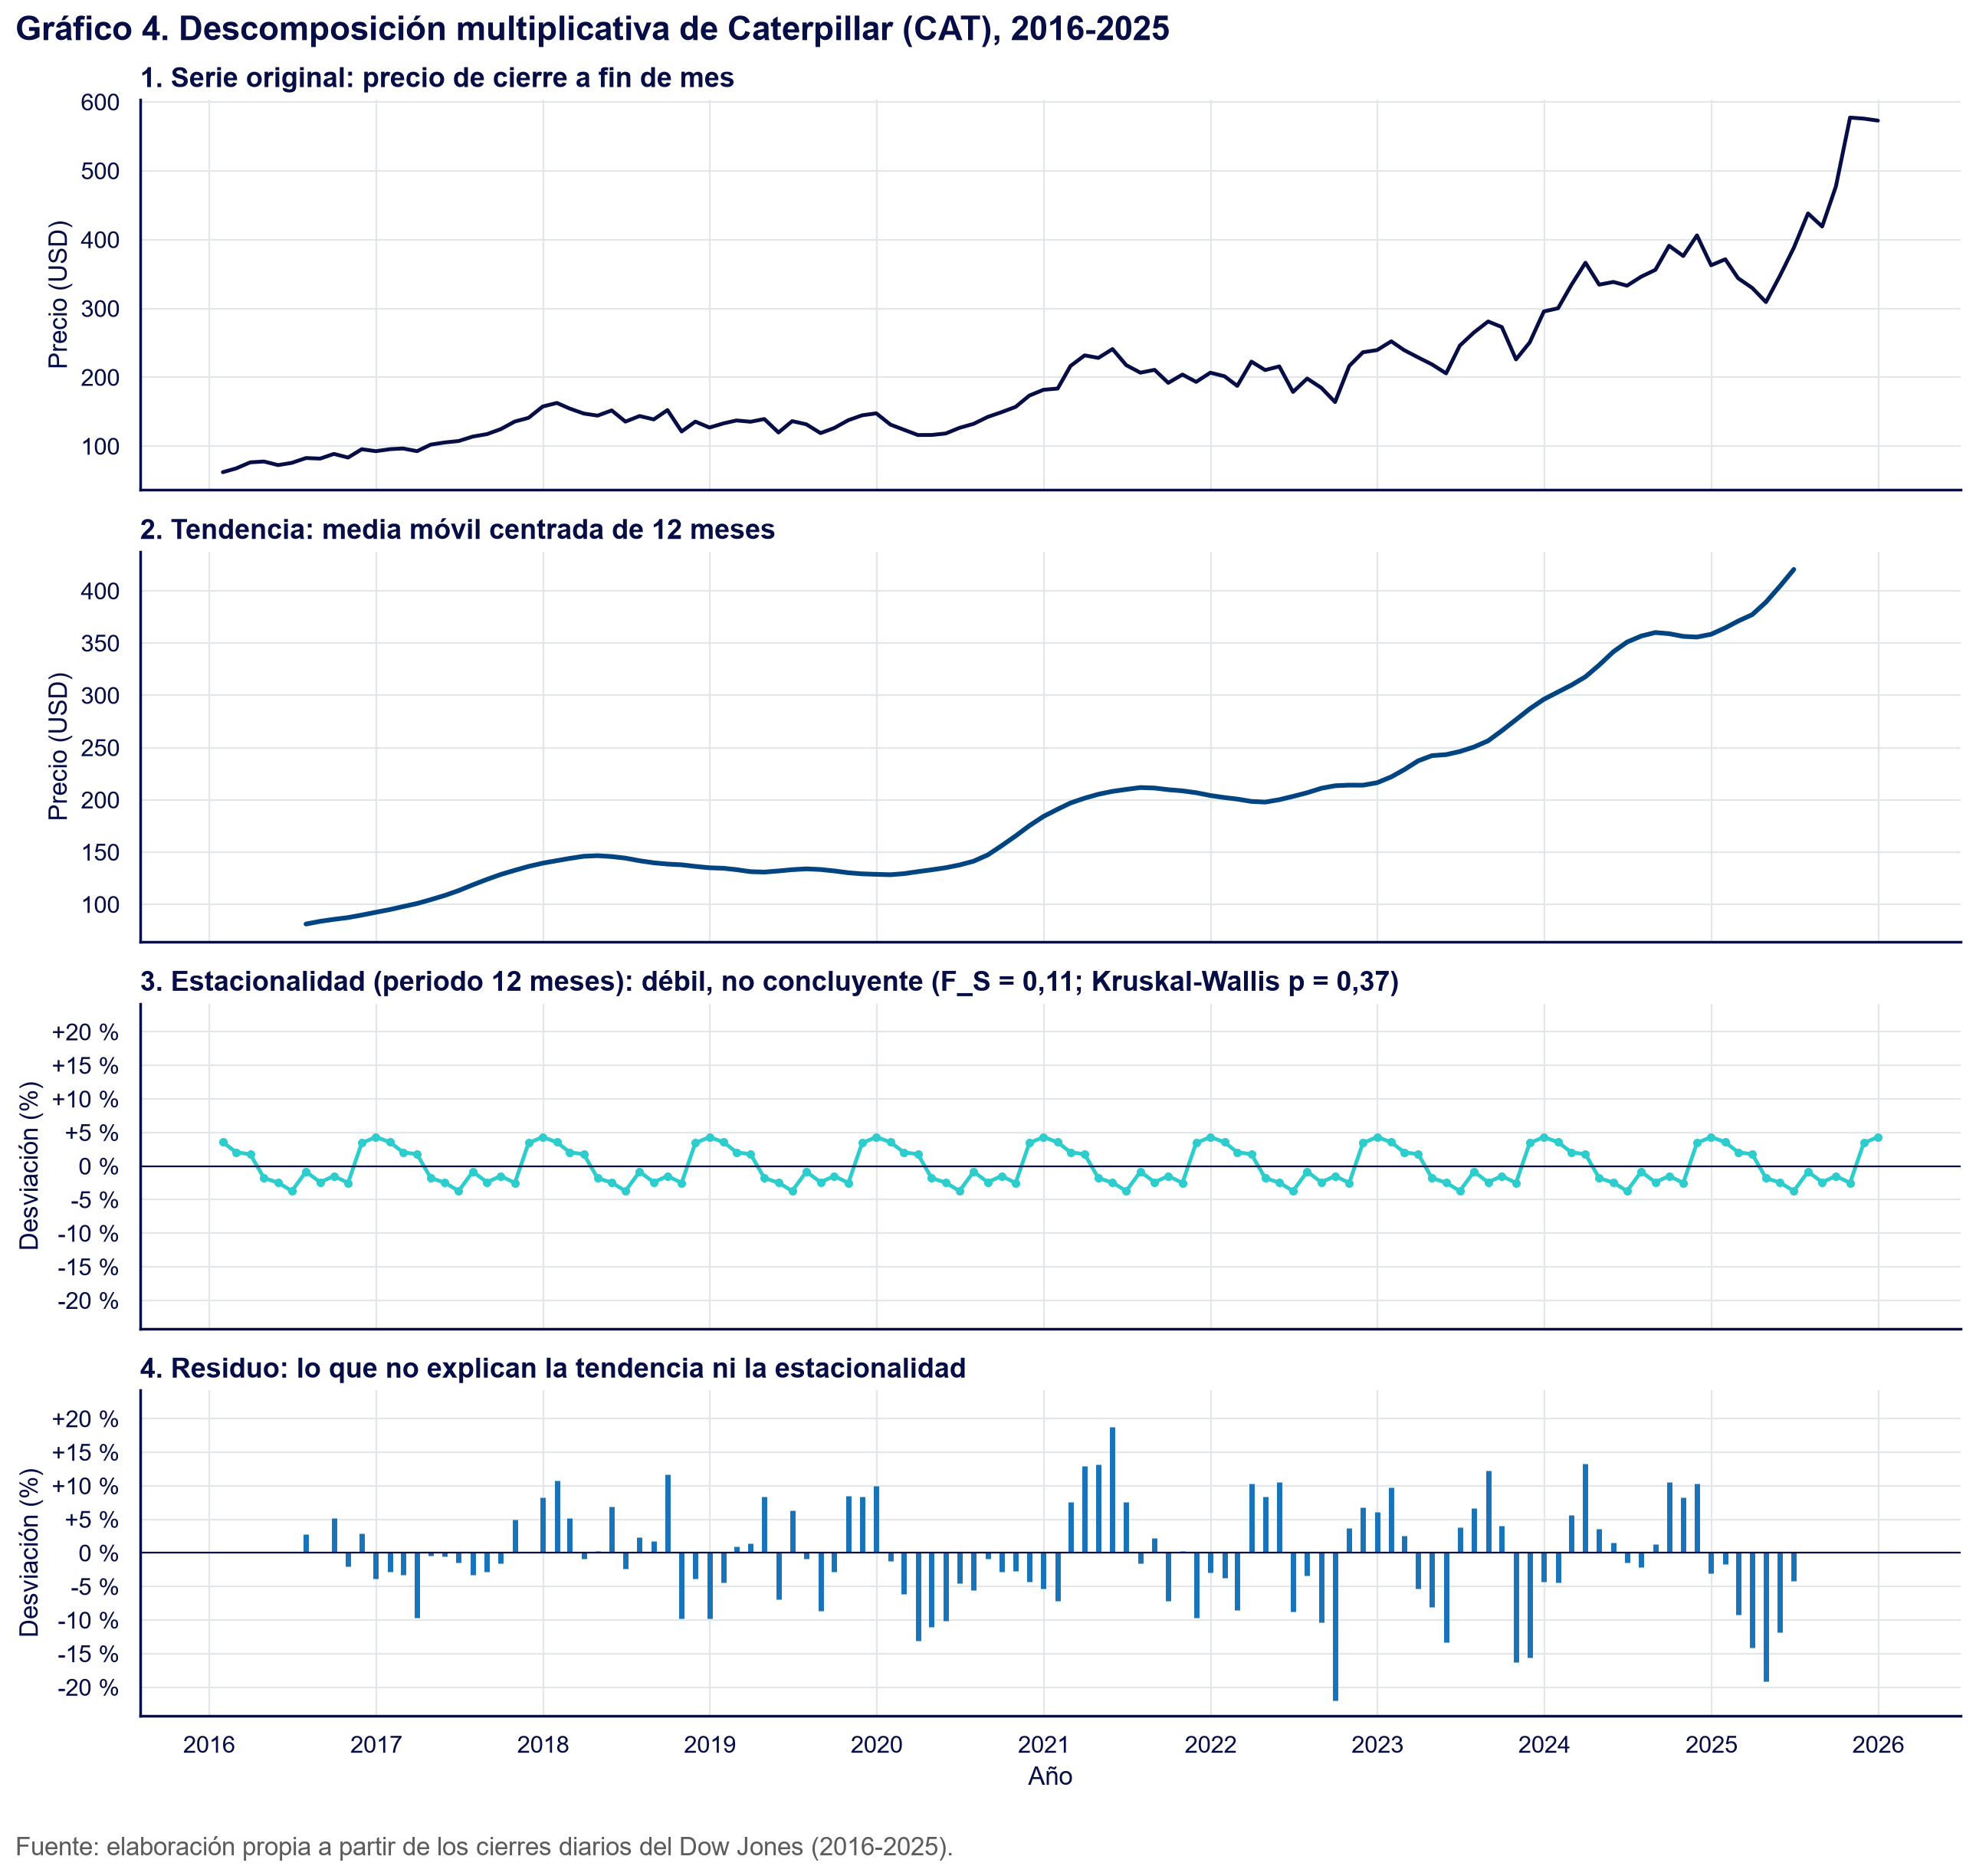 Gráfico 4. Descomposición multiplicativa de Caterpillar (CAT), 2016-2025
1. Serie original: precio de cierre a fin de mes
Precio (USD)
600
500
400
300
200
100
2. Tendencia: media móvil centrada de 12 meses
Precio (USD)
400
350
300
250
200
150
100
3. Estacionalidad (periodo 12 meses): débil, no concluyente (F_S = 0,11; Kruskal-Wallis p = 0,37)
Desviación (%)
+20 %
+15 %
+10 %
+5 %
0 %
-5 %
-10 %
-15 %
-20 %
4. Residuo: lo que no explican la tendencia ni la estacionalidad
Desviación (%)
+20 %
+15 %
+10 %
+5 %
0 %
-5 %
-10 %
-15 %
-20 %
2016 2017 2018 2019 2020 2021 2022 2023 2024 2025 2026
Año
Fuente: elaboración propia a partir de los cierres diarios del Dow Jones (2016-2025).